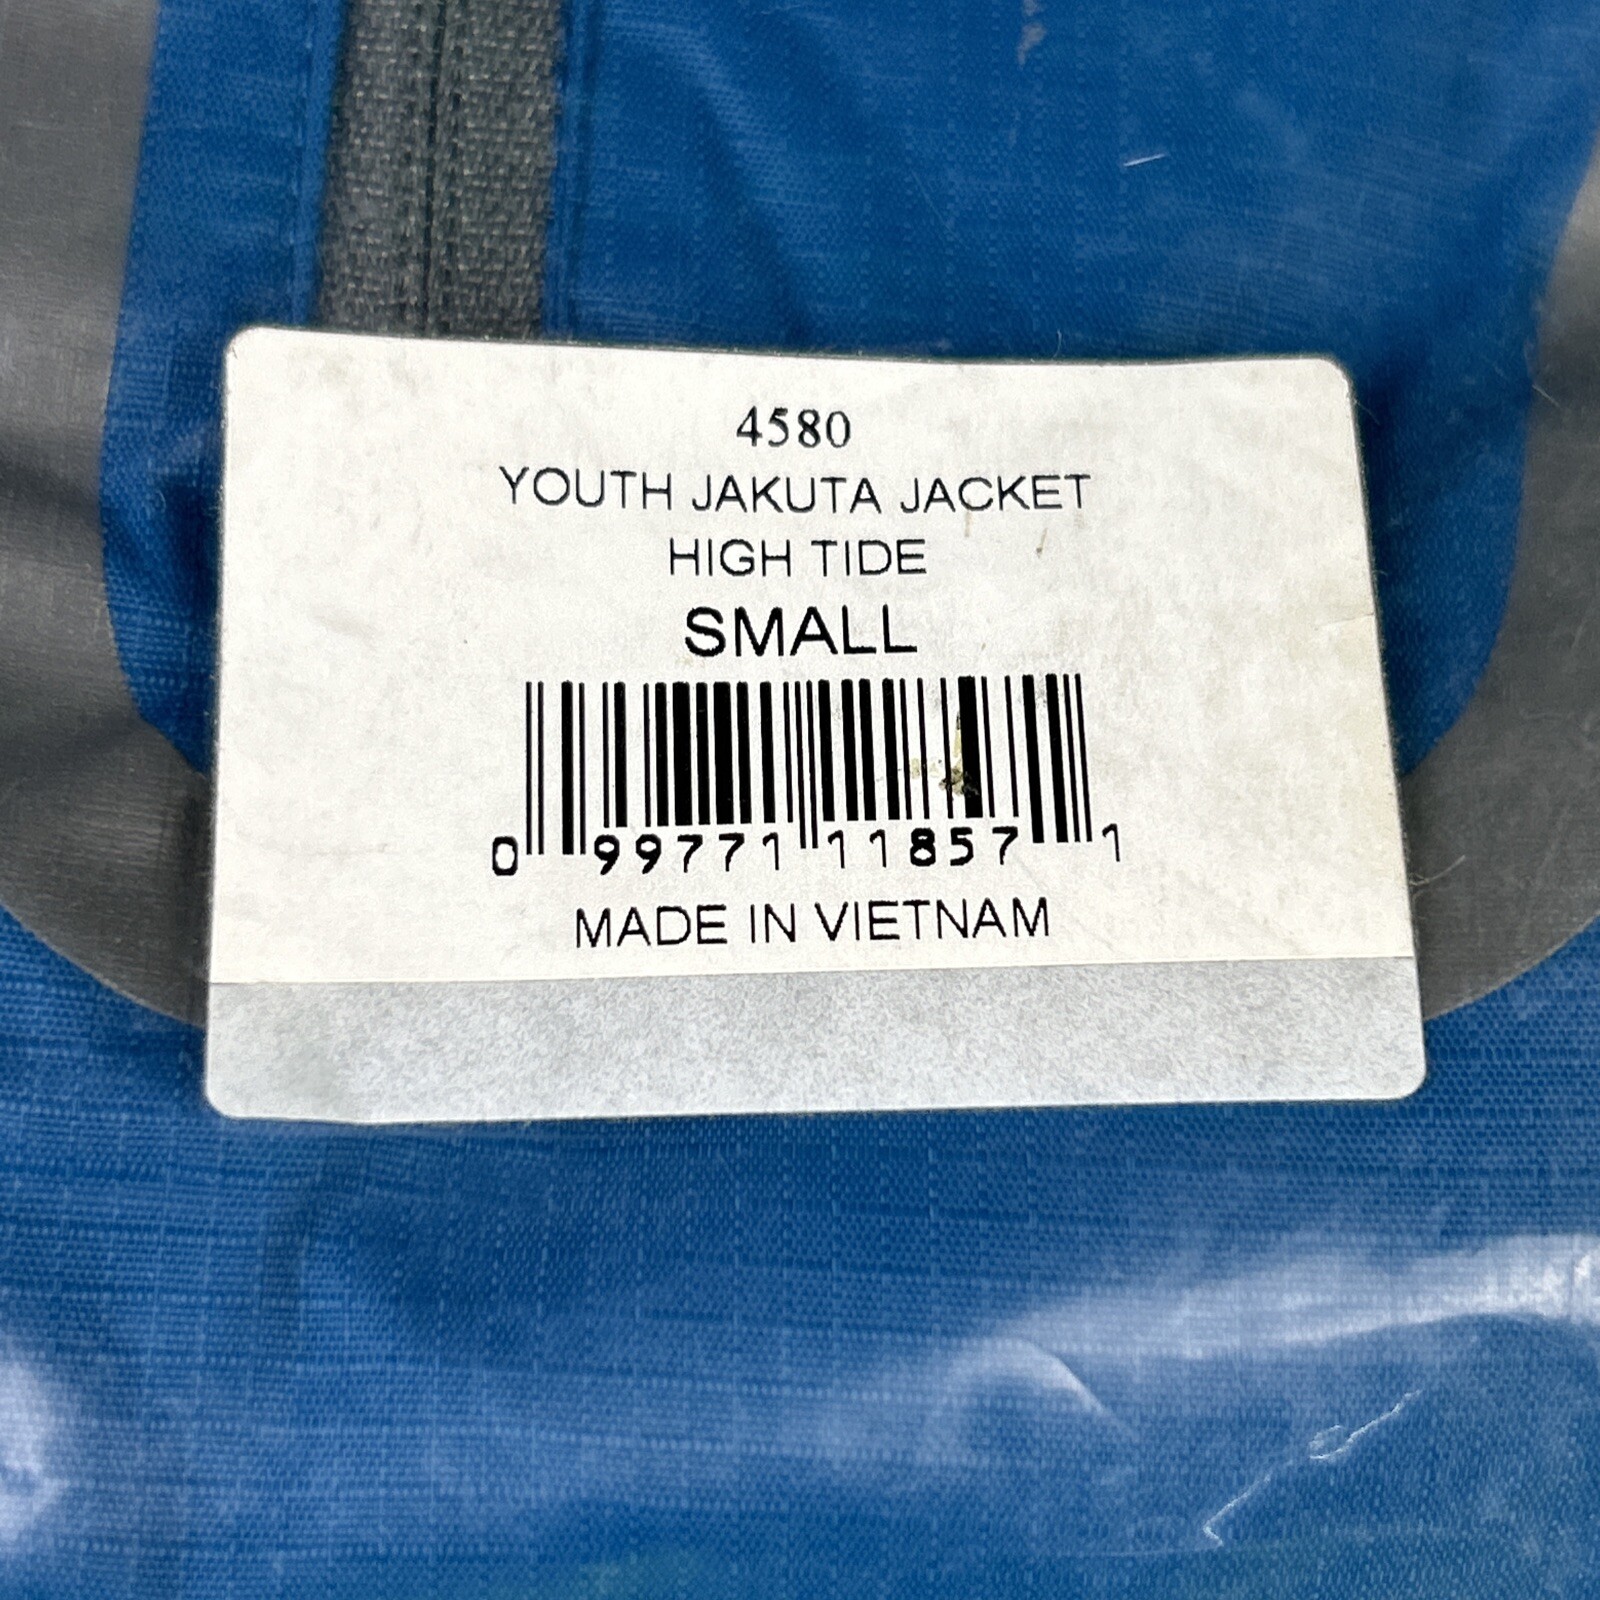 4580
YOUTH JAKUTA JACKET
HIGH TIDE
SMALL
0 99771 11857 1
MADE IN VIETNAM